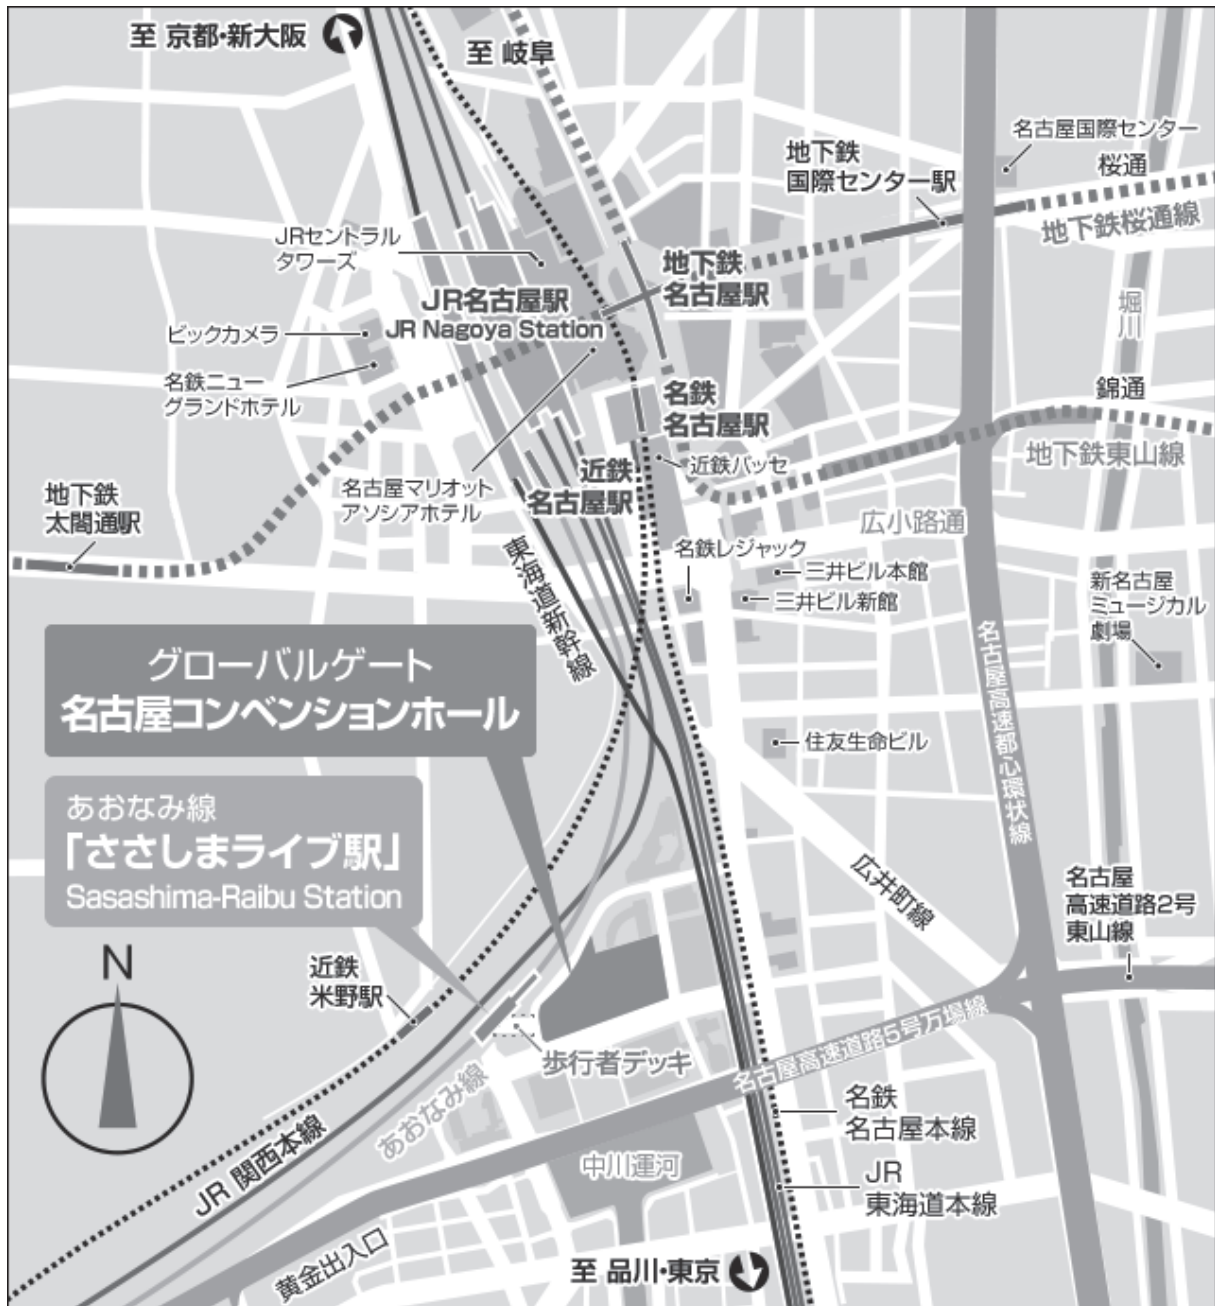 至 京都・新大阪
至 岐阜
名古屋国際センター
地下鉄
国際センター駅
桜通
地下鉄桜通線
JRセントラル
タワーズ
地下鉄
名古屋駅
JR名古屋駅
JR Nagoya Station
堀川
ビックカメラ
名鉄ニュー
グランドホテル
錦通
名鉄
名古屋駅
地下鉄東山線
近鉄パッセ
近鉄
名古屋駅
名古屋マリオット
アソシアホテル
地下鉄
太閤通駅
広小路通
東海道新幹線
名鉄レジャック
三井ビル本館
三井ビル新館
新名古屋
ミュージカル
劇場
グローバルゲート
名古屋コンベンションホール
名古屋高速都心環状線
住友生命ビル
あおなみ線
「ささしまライブ駅」
Sasashima-Raibu Station
広井町線
名古屋
高速道路2号
東山線
N
近鉄
米野駅
歩行者デッキ
名古屋高速道路5号万場線
あおなみ線
名鉄
名古屋本線
JR 関西本線
中川運河
JR
東海道本線
黄金出入口
至 品川・東京